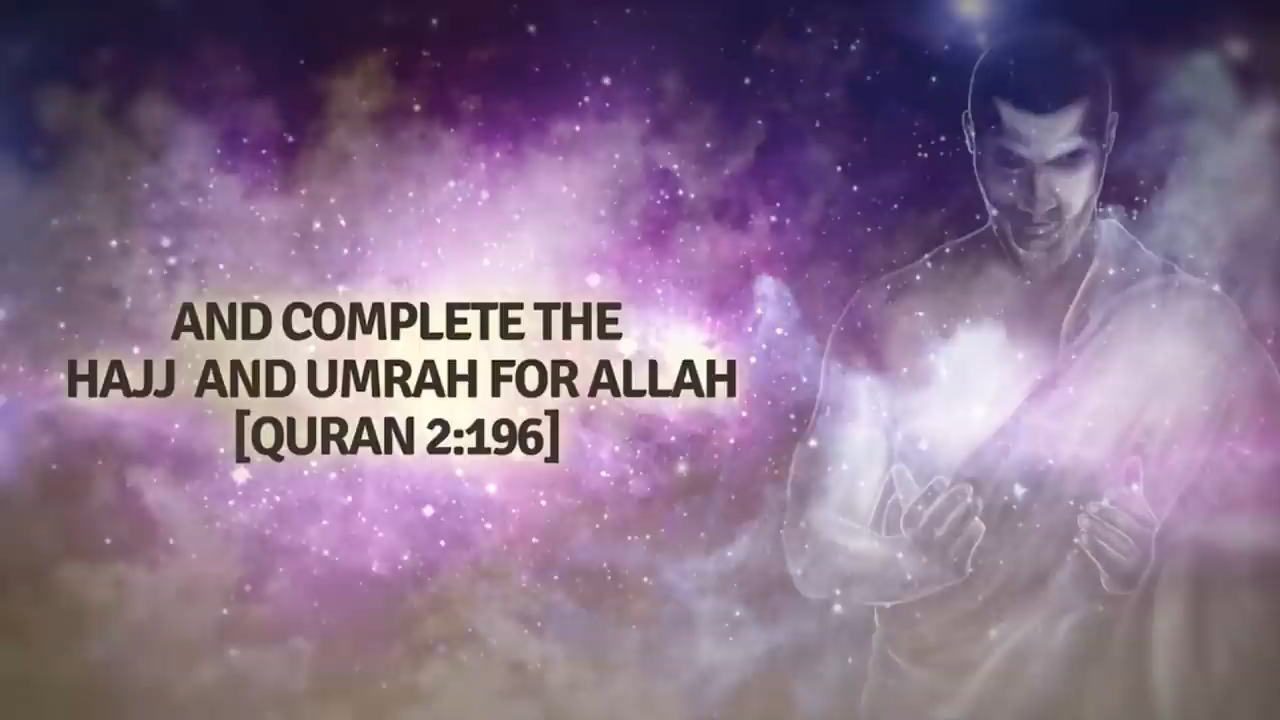 AND COMPLETE THE
HAJJ AND UMRAH FOR ALLAH
[QURAN 2:196]